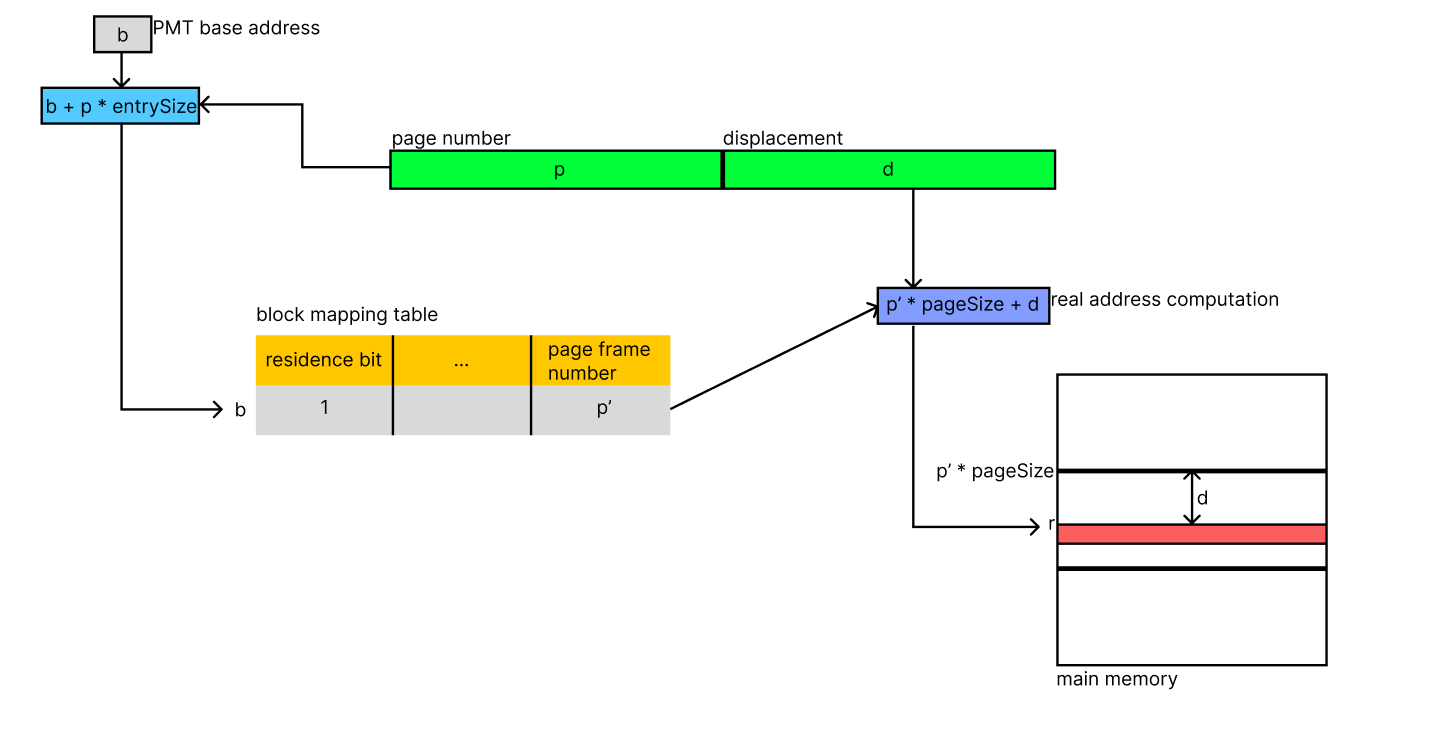 PMT base address
b
b + p * entrySize
page number
displacement
p
d
p’ * pageSize + d
real address computation
block mapping table
residence bit
...
page frame
number
b
1
p’
p’ * pageSize
d
r
main memory